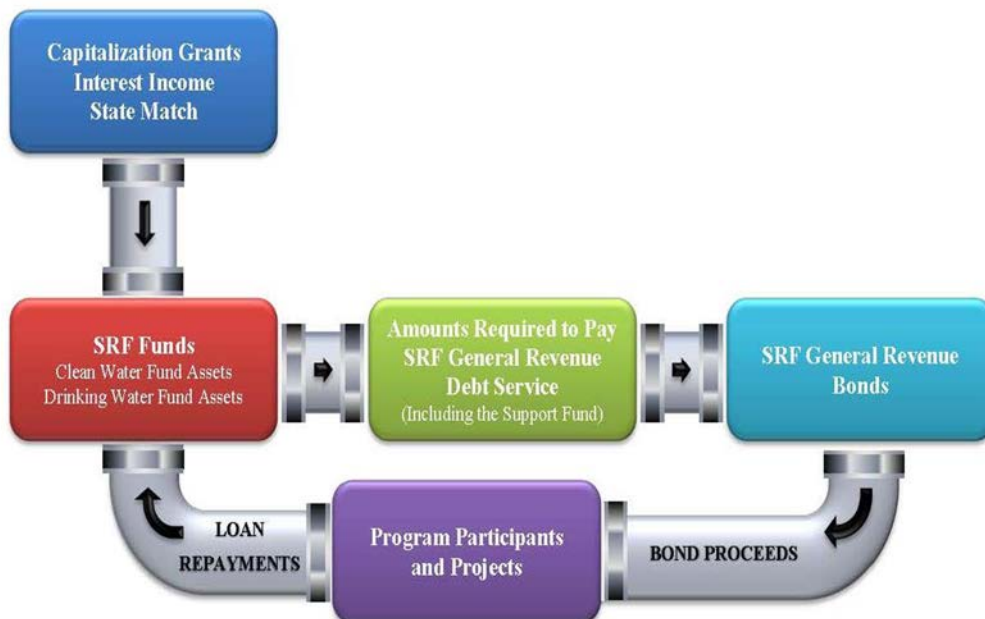 Capitalization Grants
Interest Income
State Match
SRF Funds
Clean Water Fund Assets
Drinking Water Fund Assets
Amounts Required to Pay
SRF General Revenue
Debt Service
(Including the Support Fund)
SRF General Revenue
Bonds
LOAN
REPAYMENTS
Program Participants
and Projects
BOND PROCEEDS